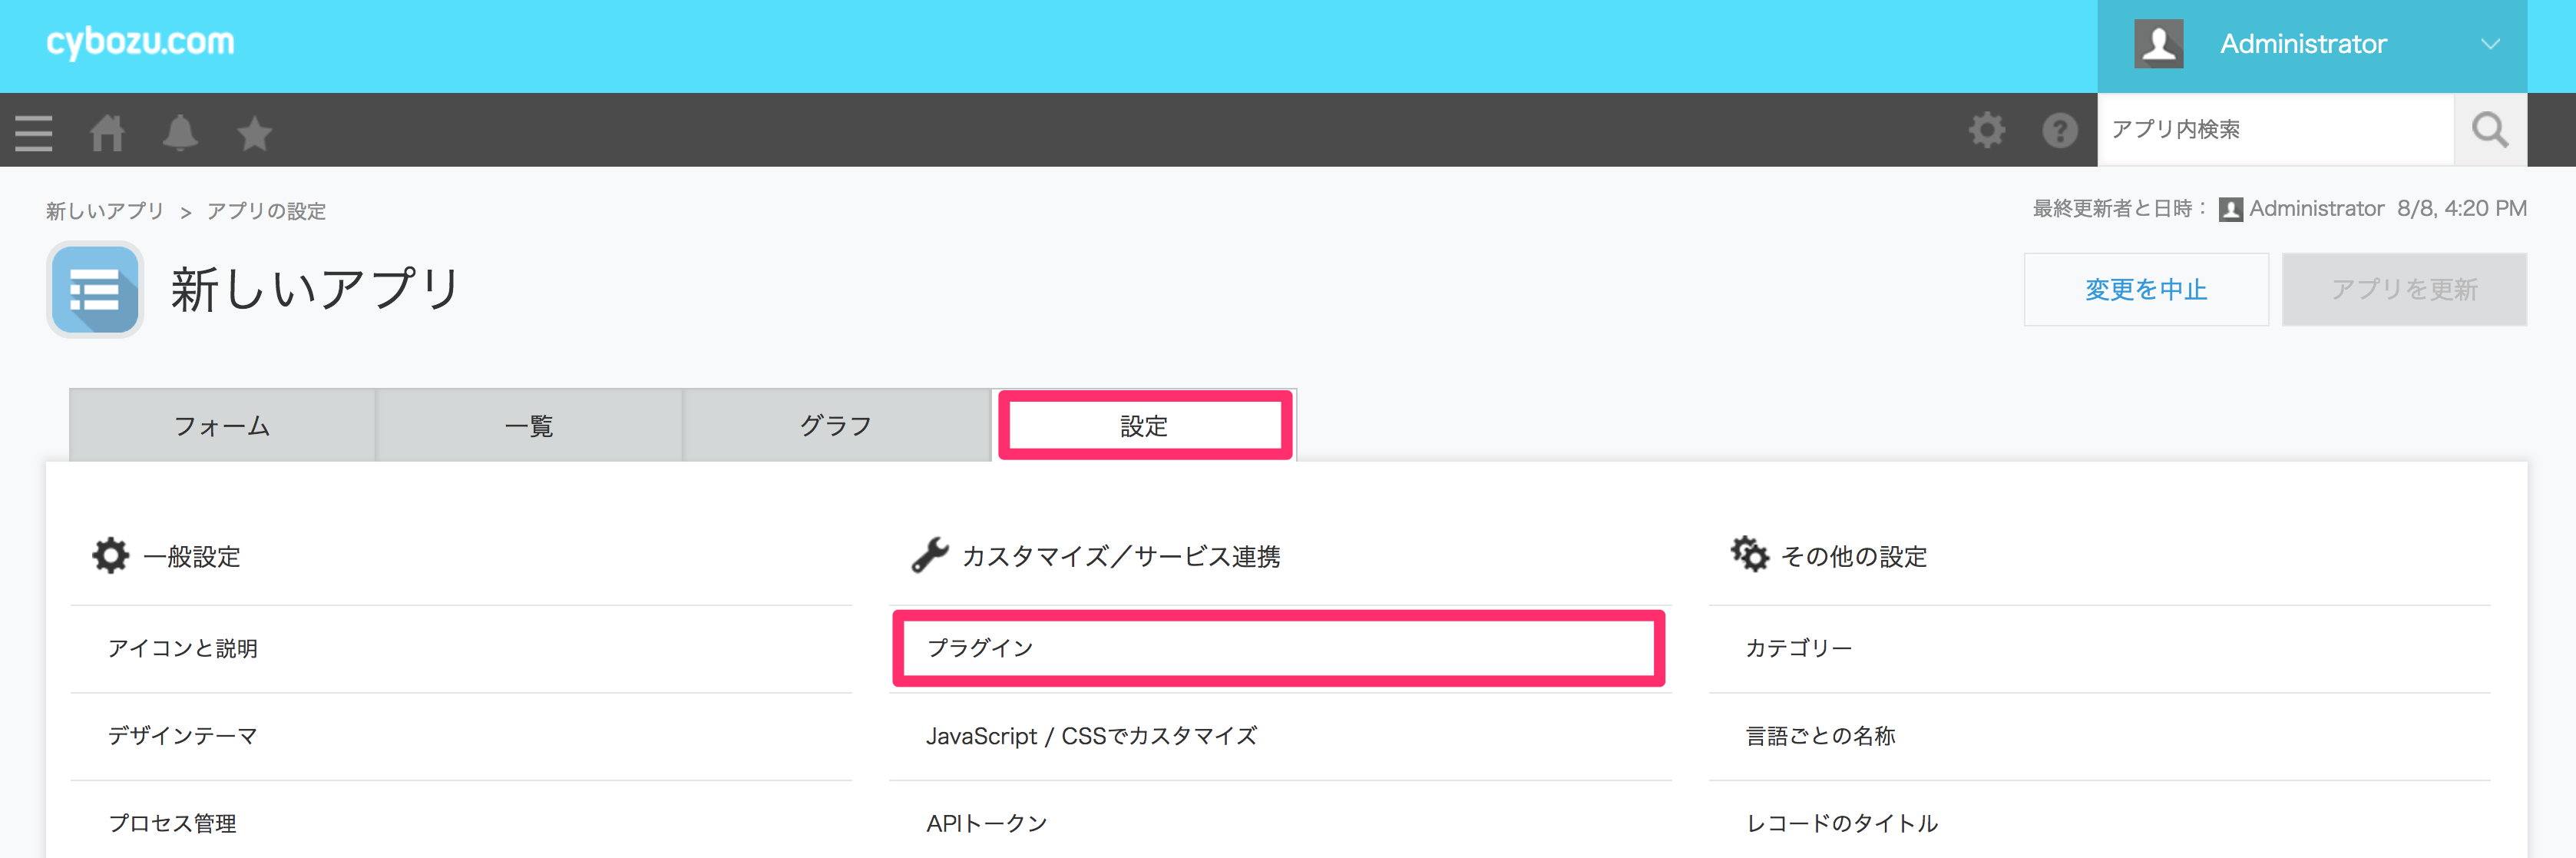 cybozu.com
Administrator
アプリ内検索
新しいアプリ > アプリの設定
最終更新者と日時： Administrator 8/8, 4:20 PM
新しいアプリ
変更を中止
アプリを更新
フォーム
一覧
グラフ
設定
一般設定
アイコンと説明
デザインテーマ
プロセス管理
カスタマイズ／サービス連携
プラグイン
JavaScript / CSSでカスタマイズ
APIトークン
その他の設定
カテゴリー
言語ごとの名称
レコードのタイトル